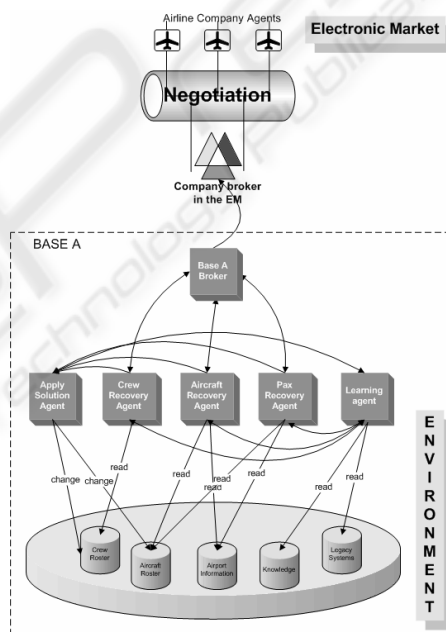 Airline Company Agents
Electronic Market
Negotiation
Company broker
in the EM
BASE A
Base A
Broker
Apply
Solution
Agent
Crew
Recovery
Agent
Aircraft
Recovery
Agent
Pax
Recovery
Agent
Learning
agent
change
change
read
read
read
read
read
read
read
Crew
Roster
Aircraft
Roster
Airport
Information
Knowledge
Legacy
Systems
ENVIRONMENT